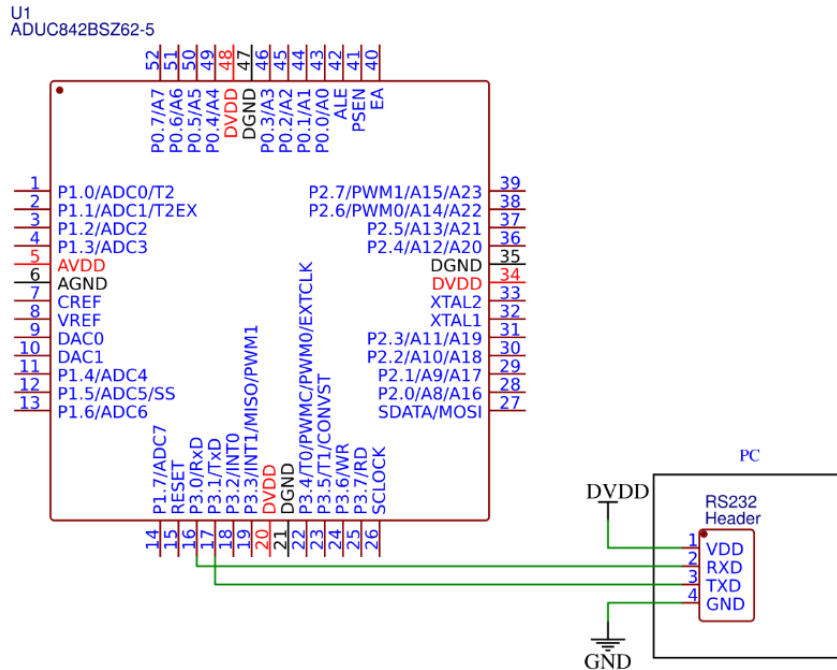 U1
ADUC842BSZ62-5
52
51
50
49
48
47
46
45
44
43
42
41
40
P0.7/A7
P0.6/A6
P0.5/A5
P0.4/A4
DVDD
DGND
P0.3/A3
P0.2/A2
P0.1/A1
P0.0/A0
ALE
PSEN
EA
1 P1.0/ADC0/T2
2 P1.1/ADC1/T2EX
3 P1.2/ADC2
4 P1.3/ADC3
5 AVDD
6 AGND
7 CREF
8 VREF
9 DAC0
10 DAC1
11 P1.4/ADC4
12 P1.5/ADC5/SS
13 P1.6/ADC6
P2.7/PWM1/A15/A23 39
P2.6/PWM0/A14/A22 38
P2.5/A13/A21 37
P2.4/A12/A20 36
DGND 35
DVDD 34
XTAL2 33
XTAL1 32
P2.3/A11/A19 31
P2.2/A10/A18 30
P2.1/A9/A17 29
P2.0/A8/A16 28
SDATA/MOSI 27
P1.7/ADC7
RESET
P3.0/RxD
P3.1/TxD
P3.2/INT0
P3.3/INT1/MISO/PWM1
DVDD
DGND
P3.4/T0/PWMC/PWM0/EXTCLK
P3.5/T1/CONVST
P3.6/WR
P3.7/RD
SCLOCK
14
15
16
17
18
19
20
21
22
23
24
25
26
PC
DVDD
RS232
Header
1 VDD
2 RXD
3 TXD
4 GND
GND